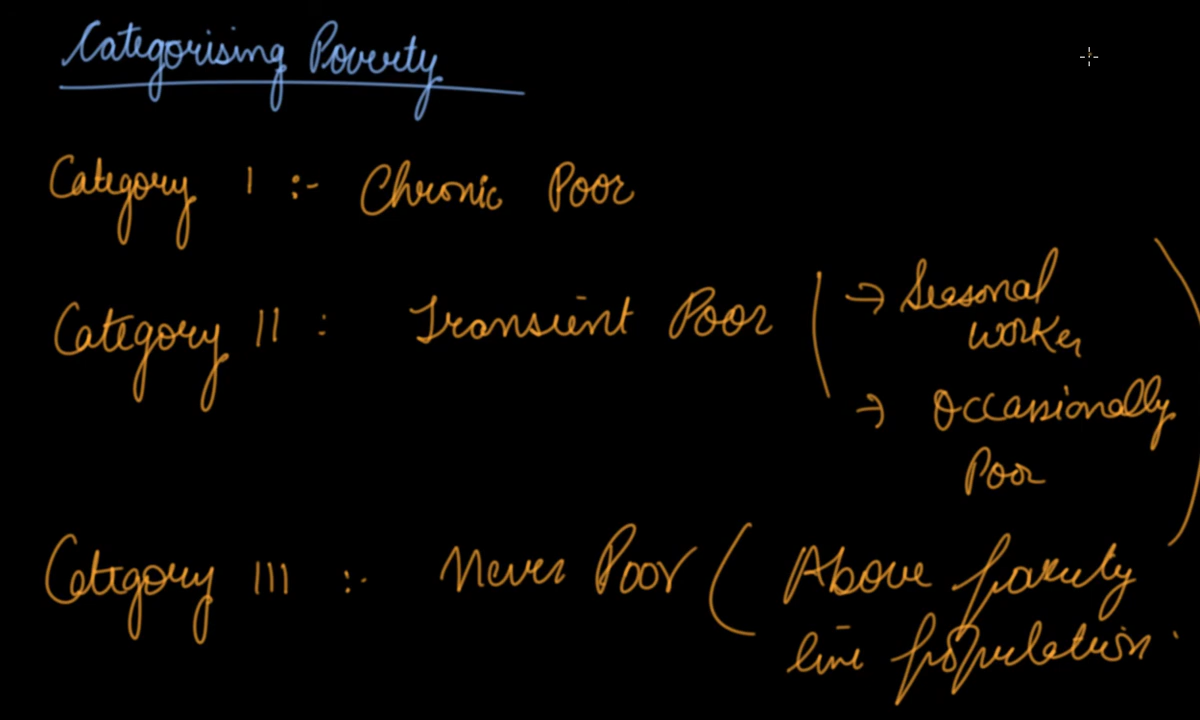 Categorising Poverty
Category I :- Chronic Poor
Category II : Transient Poor ( → Seasonal
worker
→ Occassionally
Poor )
Category III :- Never Poor ( Above poverty
line population.